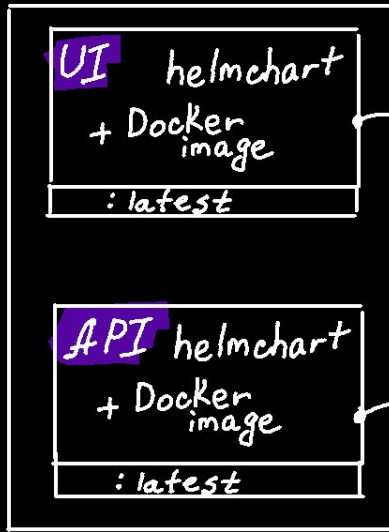 UI helmchart
+ Docker
image
: latest
API helmchart
+ Docker
image
: latest